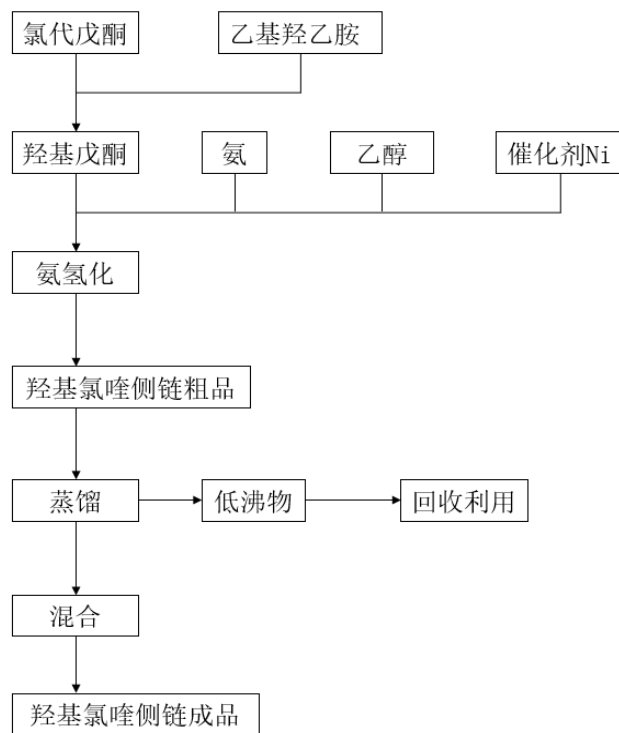 氯代戊酮
乙基羟乙胺
羟基戊酮
氨
乙醇
催化剂Ni
氨氢化
羟基氯喹侧链粗品
蒸馏
低沸物
回收利用
混合
羟基氯喹侧链成品